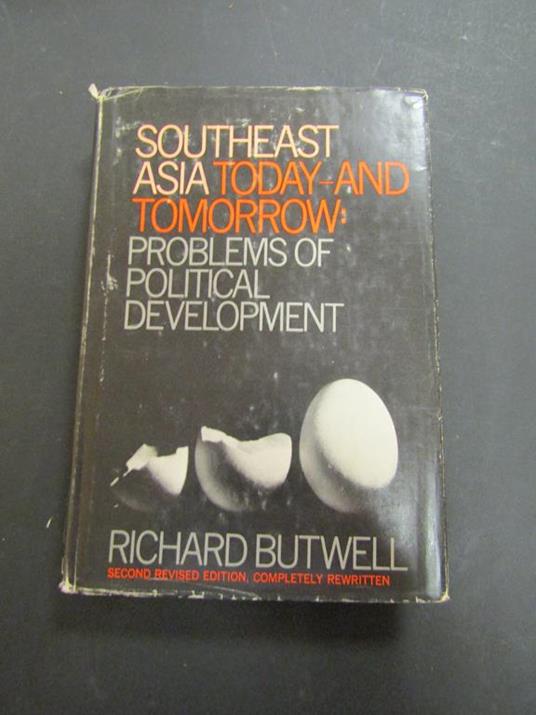 SOUTHEAST
ASIA TODAY–AND
TOMORROW:
PROBLEMS OF
POLITICAL
DEVELOPMENT
RICHARD BUTWELL
SECOND REVISED EDITION, COMPLETELY REWRITTEN